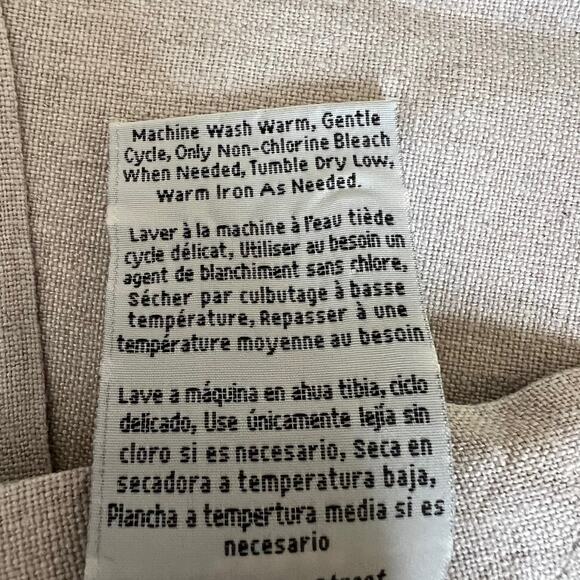 Machine Wash Warm, Gentle
Cycle, Only Non-Chlorine Bleach
When Needed, Tumble Dry Low,
Warm Iron As Needed.
Laver à la machine à l'eau tiède
cycle délicat, Utiliser au besoin un
agent de blanchiment sans chlore,
Sécher par culbutage à basse
température, Repasser à une
température moyenne au besoin
Lave a máquina en ahua tibia, ciclo
delicado, Use únicamente lejía sin
cloro si es necesario, Seca en
secadora a temperatura baja,
Plancha a tempertura media sí es
necesario